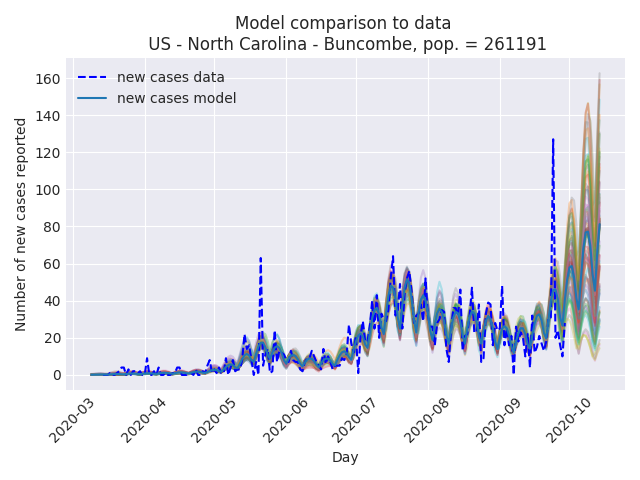 Model comparison to data
US - North Carolina - Buncombe, pop. = 261191
new cases data
new cases model
Number of new cases reported
160
140
120
100
80
60
40
20
0
2020-03
2020-04
2020-05
2020-06
2020-07
2020-08
2020-09
2020-10
Day